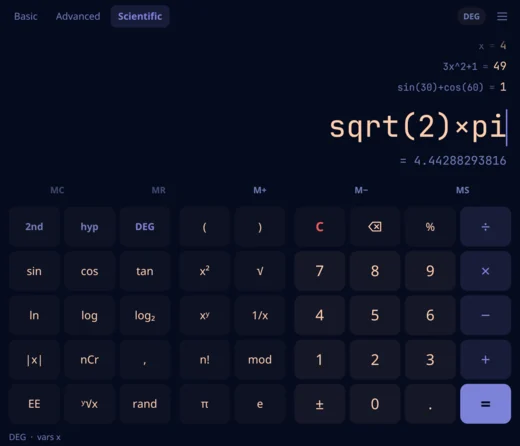 Basic Advanced Scientific DEG
x = 4
3x^2+1 = 49
sin(30)+cos(60) = 1
sqrt(2)×pi
= 4.44288293816
MC MR M+ M− MS
2nd hyp DEG ( ) C % ÷
sin cos tan x² √ 7 8 9 ×
ln log log₂ xʸ 1/x 4 5 6 −
|x| nCr , n! mod 1 2 3 +
EE ʸ√x rand π e ± 0 . =
DEG · vars x